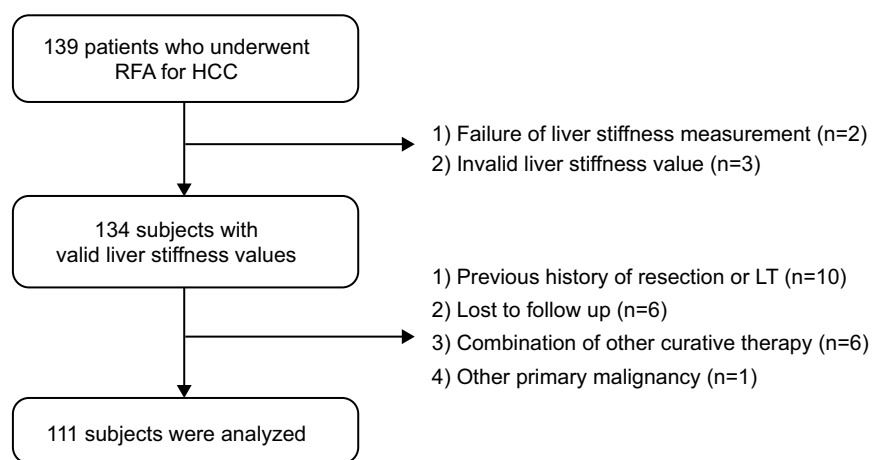 139 patients who underwent
RFA for HCC
1) Failure of liver stiffness measurement (n=2)
2) Invalid liver stiffness value (n=3)
134 subjects with
valid liver stiffness values
1) Previous history of resection or LT (n=10)
2) Lost to follow up (n=6)
3) Combination of other curative therapy (n=6)
4) Other primary malignancy (n=1)
111 subjects were analyzed